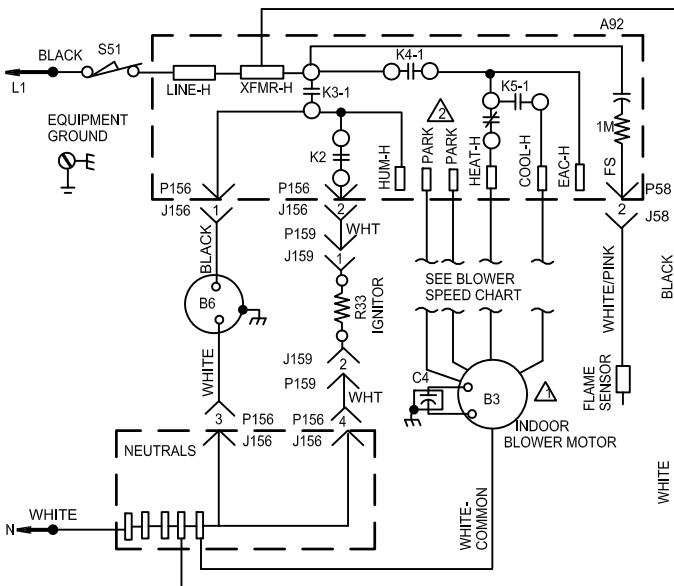 A92
BLACK
S51
L1
LINE-H
XFMR-H
K4-1
K3-1
K5-1
EQUIPMENT
GROUND
2
1M
K2
HUM-H
PARK
PARK
HEAT-H
COOL-H
EAC-H
FS
P156
P156
P58
J156
1
J156
2
2
J58
P159
WHT
J159
1
BLACK
SEE BLOWER
SPEED CHART
WHITE/PINK
BLACK
B6
R33
IGNITOR
WHITE
J159
2
P159
WHT
C4
B3
1
FLAME
SENSOR
3
P156
P156
4
J156
J156
INDOOR
BLOWER MOTOR
NEUTRALS
WHITE-
COMMON
WHITE
N
WHITE